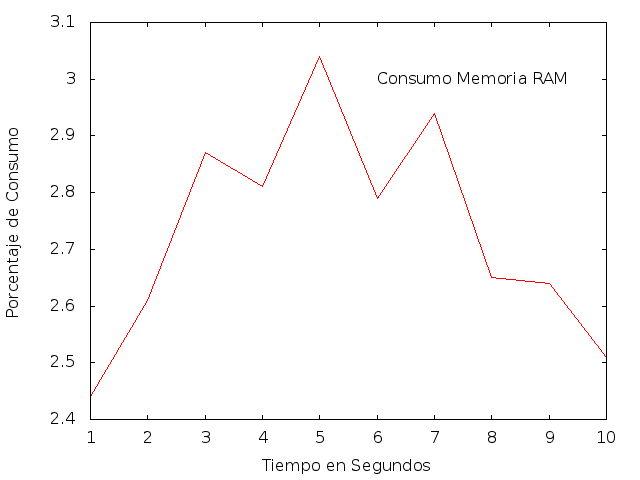 3.1
3
2.9
2.8
2.7
2.6
2.5
2.4
Porcentaje de Consumo
Consumo Memoria RAM
1 2 3 4 5 6 7 8 9 10
Tiempo en Segundos